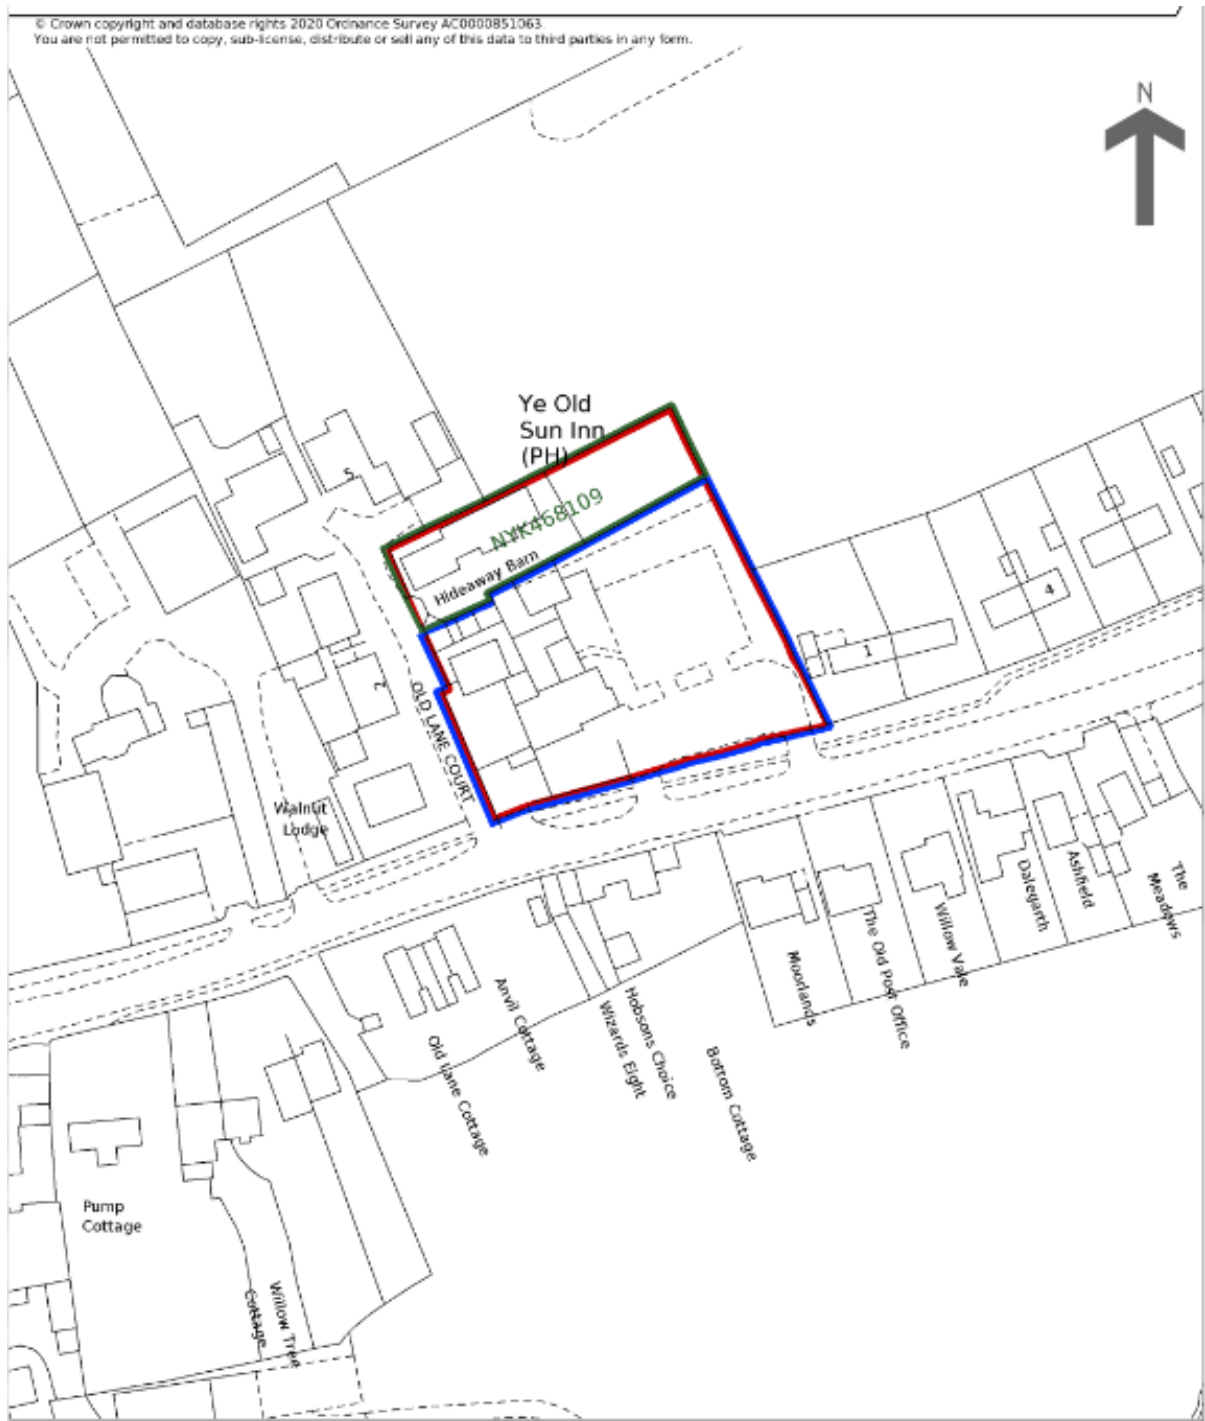 © Crown copyright and database rights 2020 Ordnance Survey AC0000851063
You are not permitted to copy, sub-license, distribute or sell any of this data to third parties in any form.
N
Ye Old
Sun Inn
(PH)
5
NYK468109
Hideaway Barn
4
1
2
OLD LANE COURT
Walnut
Lodge
The
Meadows
Ashfield
Dalegarth
Willow Vale
The Old Post Office
Moorlands
Anvil Cottage
Hobsons Choice
Wizards Eight
Old Lane Cottage
Bottom Cottage
Pump
Cottage
Willow Tree
Cottage